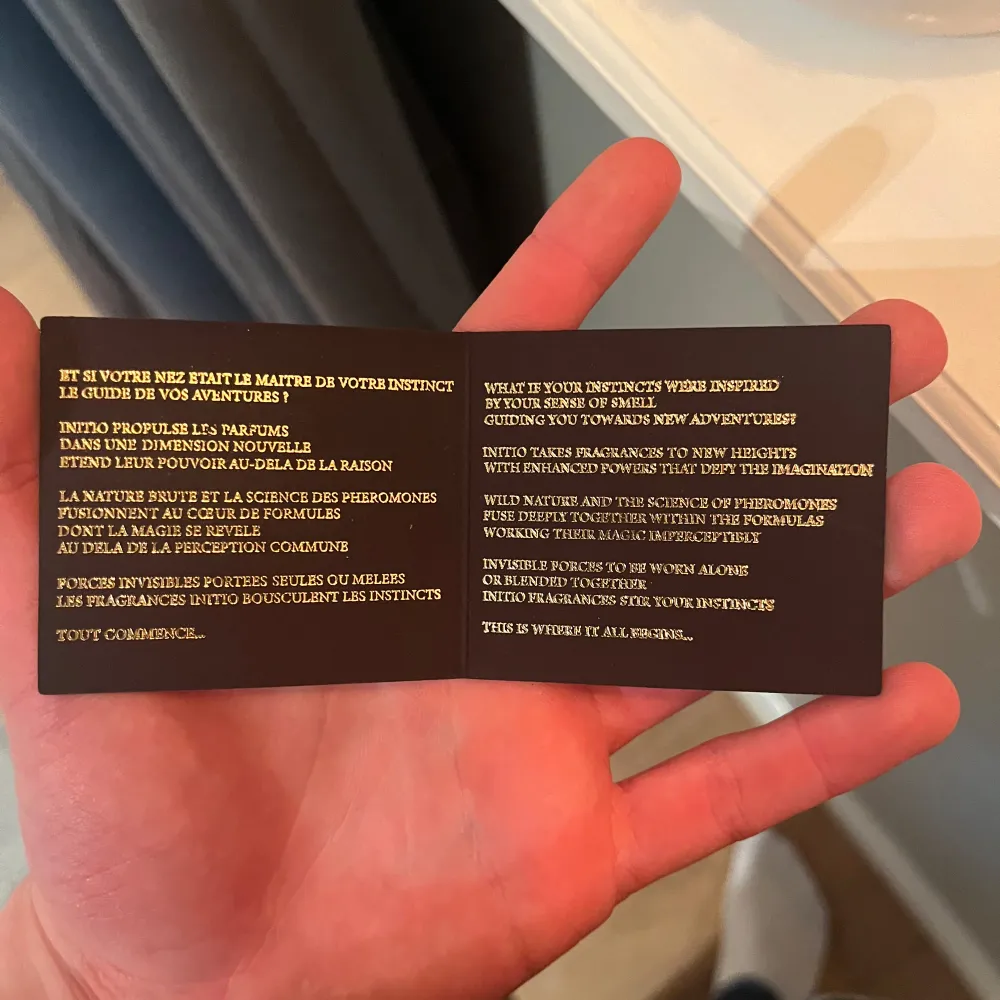 ET SI VOTRE NEZ ETAIT LE MAITRE DE VOTRE INSTINCT
LE GUIDE DE VOS AVENTURES ?
INITIO PROPULSE LES PARFUMS
DANS UNE DIMENSION NOUVELLE
ETEND LEUR POUVOIR AU-DELA DE LA RAISON
LA NATURE BRUTE ET LA SCIENCE DES PHEROMONES
FUSIONNENT AU CŒUR DE FORMULES
DONT LA MAGIE SE REVELE
AU DELA DE LA PERCEPTION COMMUNE
FORCES INVISIBLES PORTEES SEULES OU MELEES
LES FRAGRANCES INITIO BOUSCULENT LES INSTINCTS
TOUT COMMENCE...
WHAT IF YOUR INSTINCTS WERE INSPIRED
BY YOUR SENSE OF SMELL
GUIDING YOU TOWARDS NEW ADVENTURES?
INITIO TAKES FRAGRANCES TO NEW HEIGHTS
WITH ENHANCED POWERS THAT DEFY THE IMAGINATION
WILD NATURE AND THE SCIENCE OF PHEROMONES
FUSE DEEPLY TOGETHER WITHIN THE FORMULAS
WORKING THEIR MAGIC IMPERCEPTIBLY
INVISIBLE FORCES TO BE WORN ALONE
OR BLENDED TOGETHER
INITIO FRAGRANCES STIR YOUR INSTINCTS
THIS IS WHERE IT ALL BEGINS...